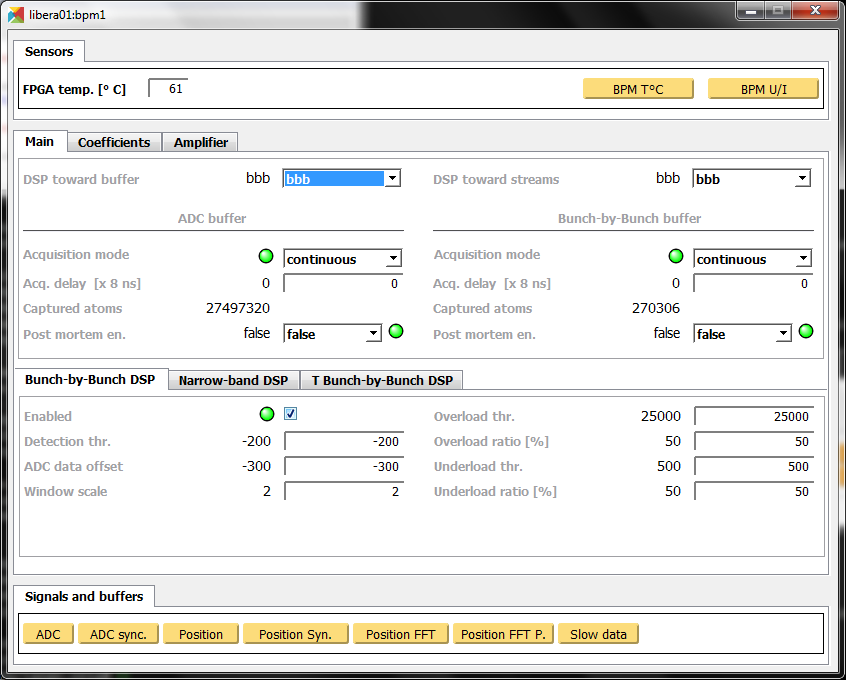 libera01:bpm1
Sensors
FPGA temp. [º C] 61 BPM TºC BPM U/I
Main Coefficients Amplifier
DSP toward buffer bbb bbb DSP toward streams bbb bbb
ADC buffer Bunch-by-Bunch buffer
Acquisition mode continuous Acquisition mode continuous
Acq. delay [x 8 ns] 0 0 Acq. delay [x 8 ns] 0 0
Captured atoms 27497320 Captured atoms 270306
Post mortem en. false false Post mortem en. false false
Bunch-by-Bunch DSP Narrow-band DSP T Bunch-by-Bunch DSP
Enabled Overload thr. 25000 25000
Detection thr. -200 -200 Overload ratio [%] 50 50
ADC data offset -300 -300 Underload thr. 500 500
Window scale 2 2 Underload ratio [%] 50 50
Signals and buffers
ADC ADC sync. Position Position Syn. Position FFT Position FFT P. Slow data